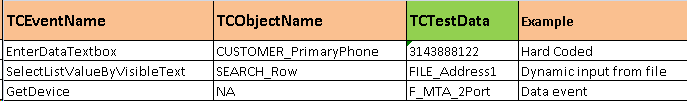 TCEventName TCObjectName TCTestData Example
EnterDataTextbox CUSTOMER_PrimaryPhone 3143888122 Hard Coded
SelectListValueByVisibleText SEARCH_Row FILE_Address1 Dynamic input from file
GetDevice NA F_MTA_2Port Data event